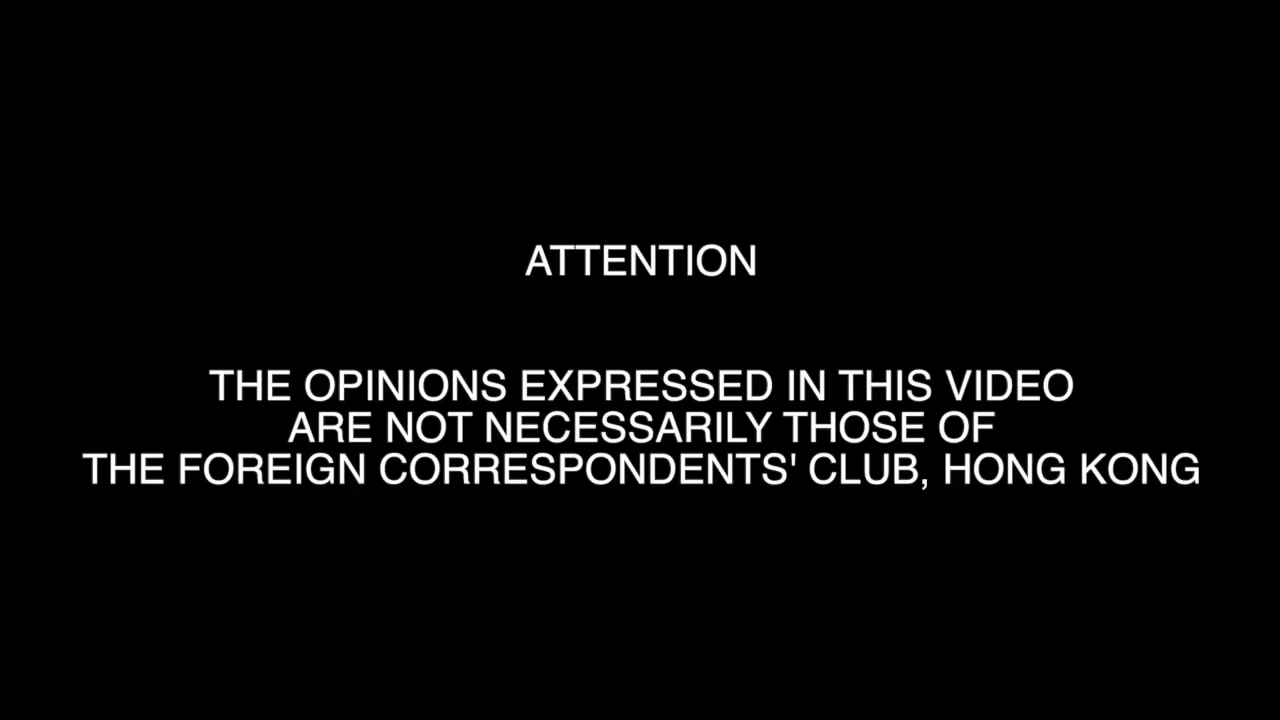 ATTENTION
THE OPINIONS EXPRESSED IN THIS VIDEO
ARE NOT NECESSARILY THOSE OF
THE FOREIGN CORRESPONDENTS' CLUB, HONG KONG